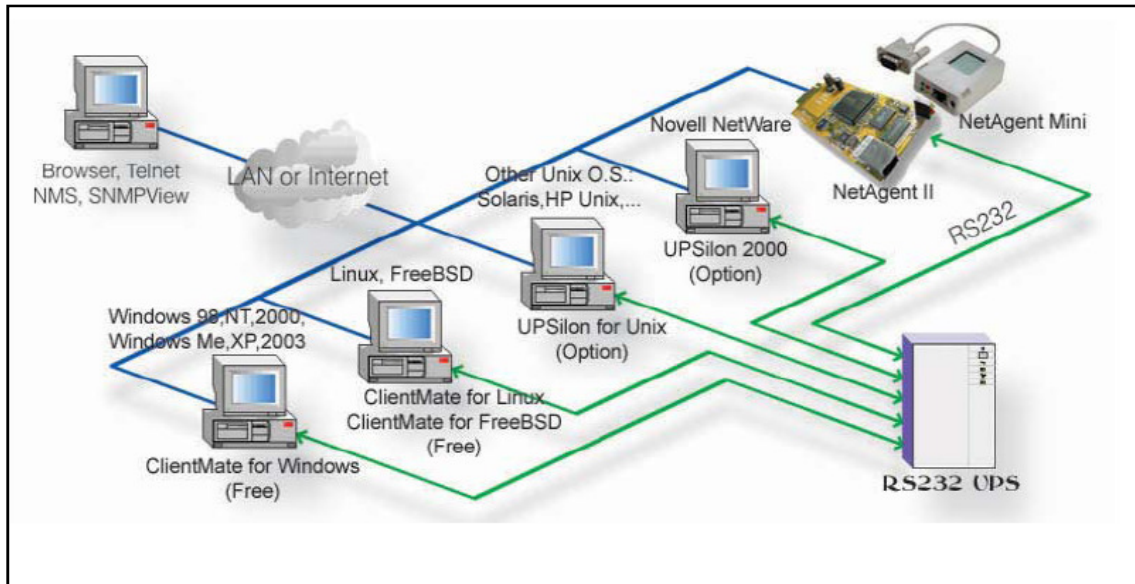 Browser, Telnet
NMS, SNMPView
LAN or Internet
Novell NetWare
NetAgent Mini
NetAgent II
Other Unix O.S.:
Solaris,HP Unix,...
UPSilon 2000
(Option)
RS232
Linux, FreeBSD
UPSilon for Unix
(Option)
Windows 98,NT,2000,
Windows Me,XP,2003
ClientMate for Linux
ClientMate for FreeBSD
(Free)
ClientMate for Windows
(Free)
RS232 UPS